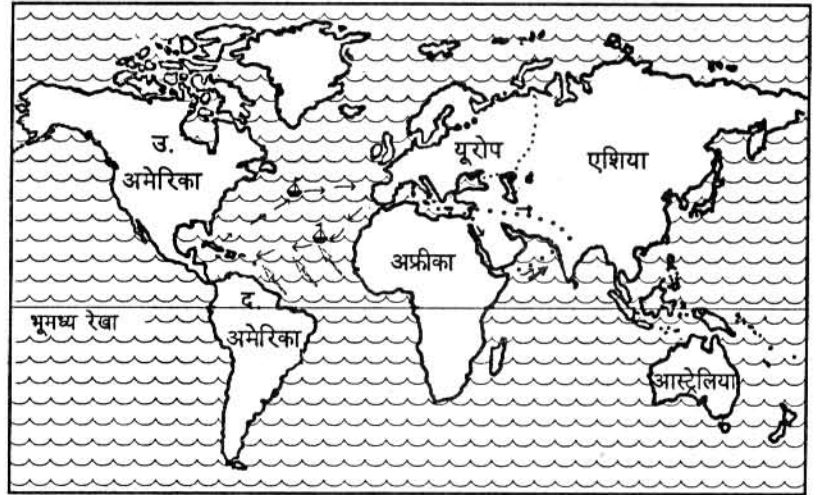 उ.
अमेरिका
यूरोप
एशिया
अफ्रीका
द.
अमेरिका
भूमध्य रेखा
आस्ट्रेलिया